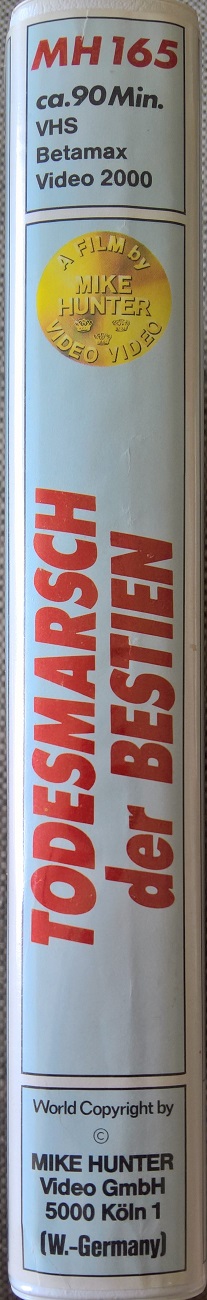 MH 165
ca. 90 Min.
VHS
Betamax
Video 2000
A FILM by
MIKE
HUNTER
VIDEO VIDEO
TODESMARSCH
der BESTIEN
World Copyright by
©
MIKE HUNTER
Video GmbH
5000 Köln 1
(W.-Germany)